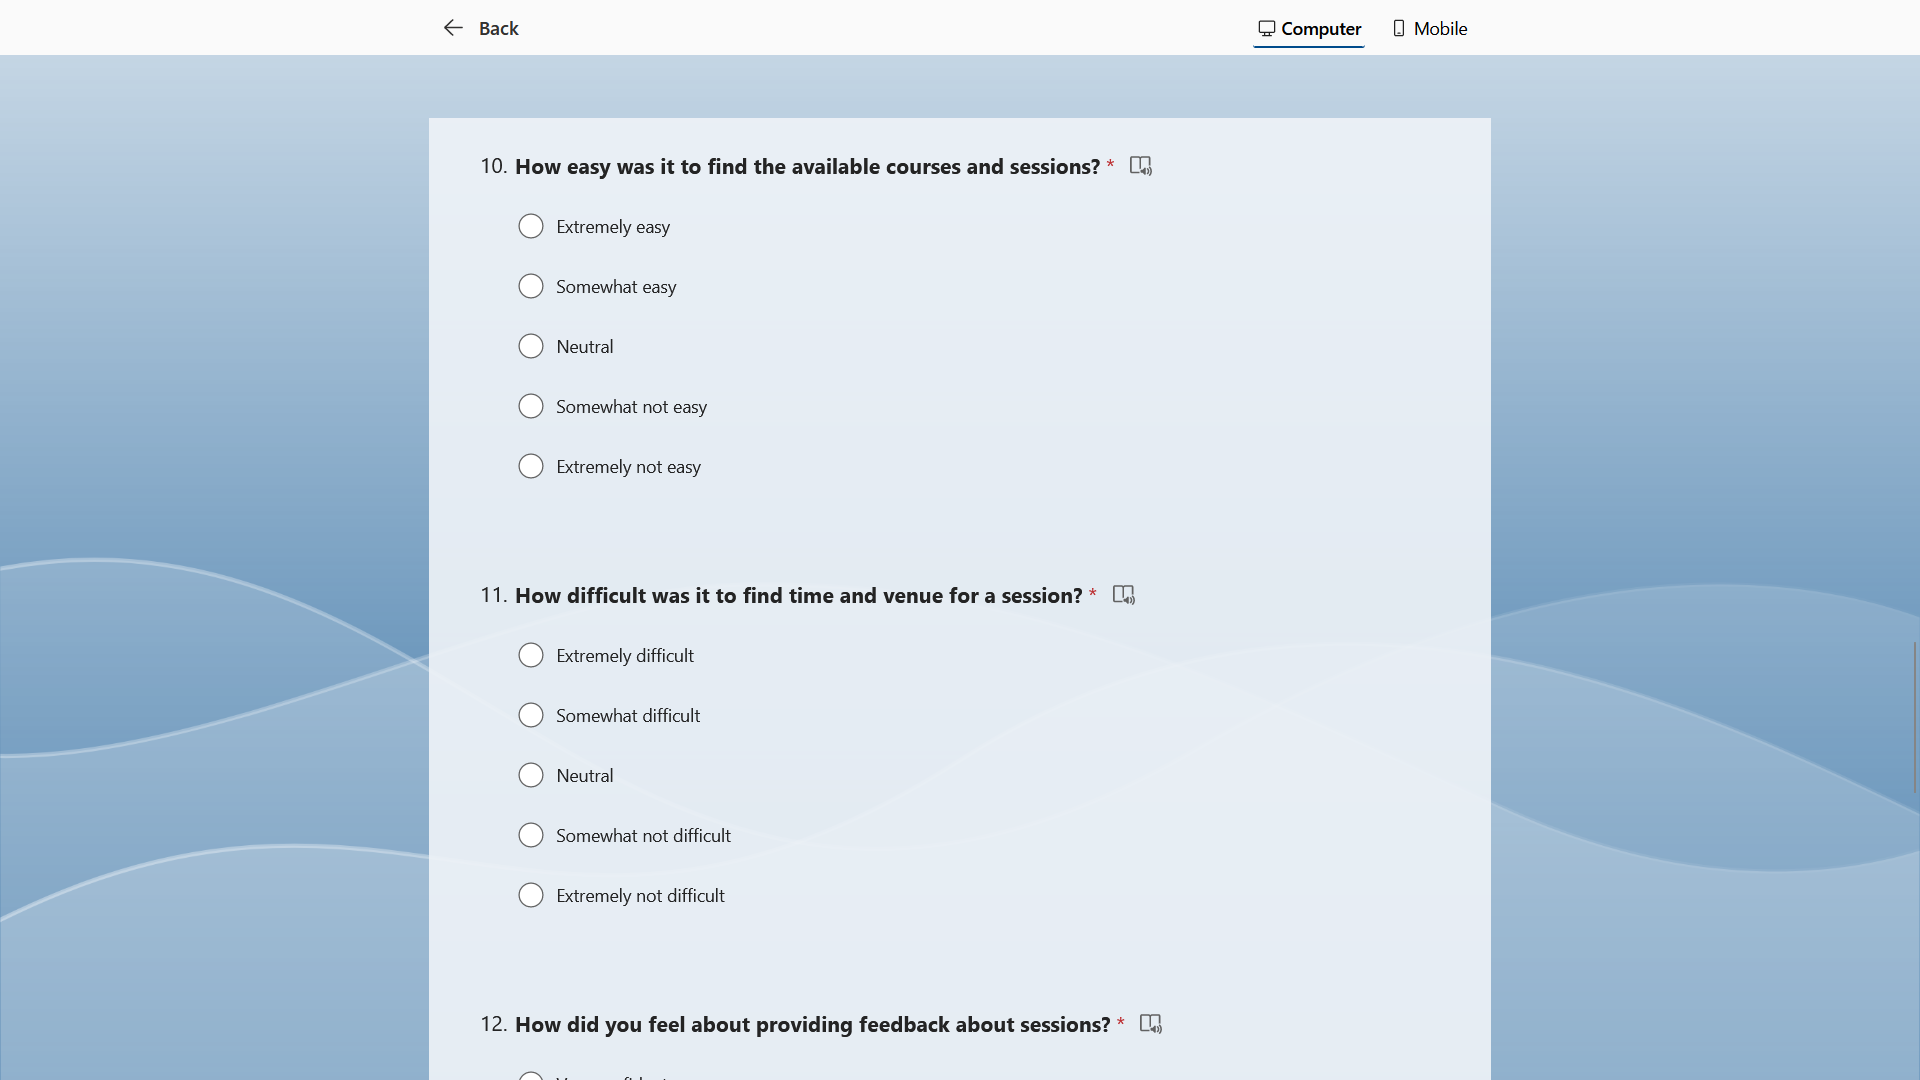 Back
Computer
Mobile
10. How easy was it to find the available courses and sessions? *
Extremely easy
Somewhat easy
Neutral
Somewhat not easy
Extremely not easy
11. How difficult was it to find time and venue for a session? *
Extremely difficult
Somewhat difficult
Neutral
Somewhat not difficult
Extremely not difficult
12. How did you feel about providing feedback about sessions? *